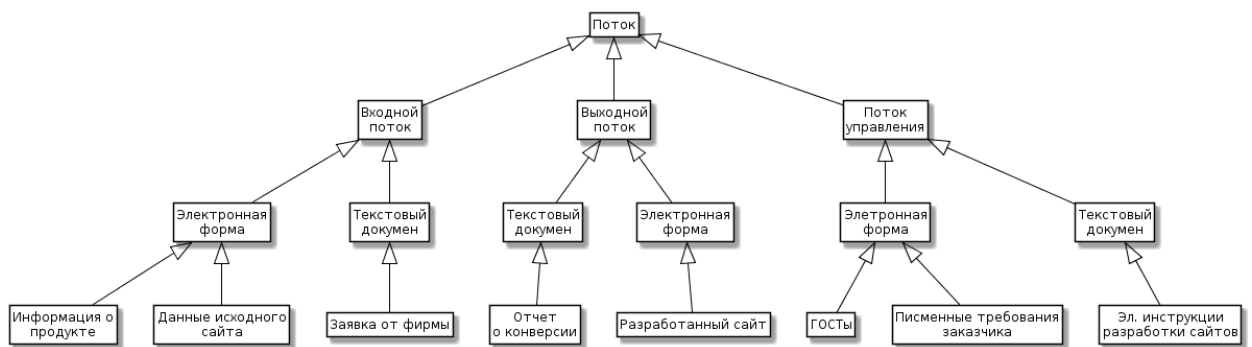 Поток
Входной
поток
Выходной
поток
Поток
управления
Электронная
форма
Текстовый
докумен
Текстовый
докумен
Электронная
форма
Элетронная
форма
Текстовый
докумен
Информация о
продукте
Данные исходного
сайта
Заявка от фирмы
Отчет
о конверсии
Разработанный сайт
ГОСТы
Писменные требования
заказчика
Эл. инструкции
разработки сайтов